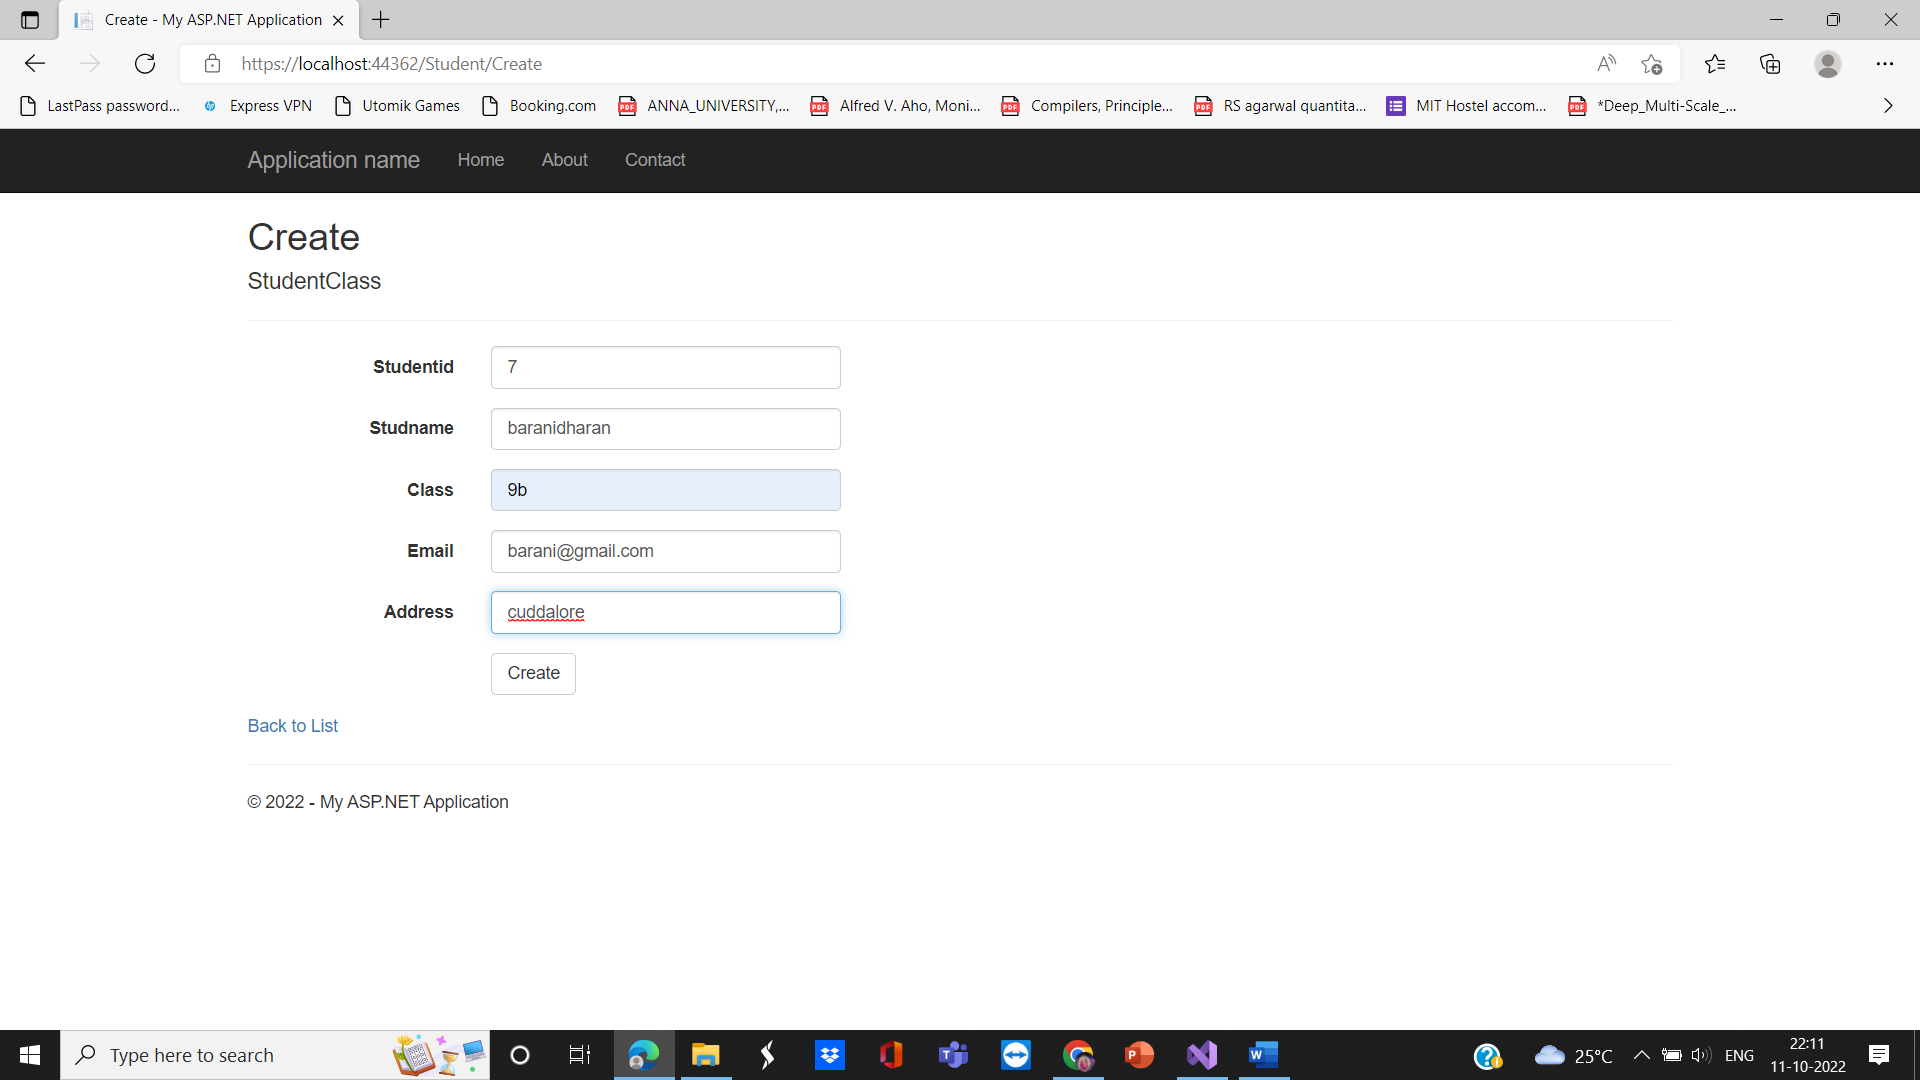 Create - My ASP.NET Application
https://localhost:44362/Student/Create
LastPass password... Express VPN Utomik Games Booking.com ANNA_UNIVERSITY,... Alfred V. Aho, Moni... Compilers, Principle... RS agarwal quantita... MIT Hostel accom... *Deep_Multi-Scale_...
Application name Home About Contact
Create
StudentClass
Studentid 7
Studname baranidharan
Class 9b
Email barani@gmail.com
Address cuddalore
Create
Back to List
© 2022 - My ASP.NET Application
Type here to search 25°C ENG 22:11
11-10-2022